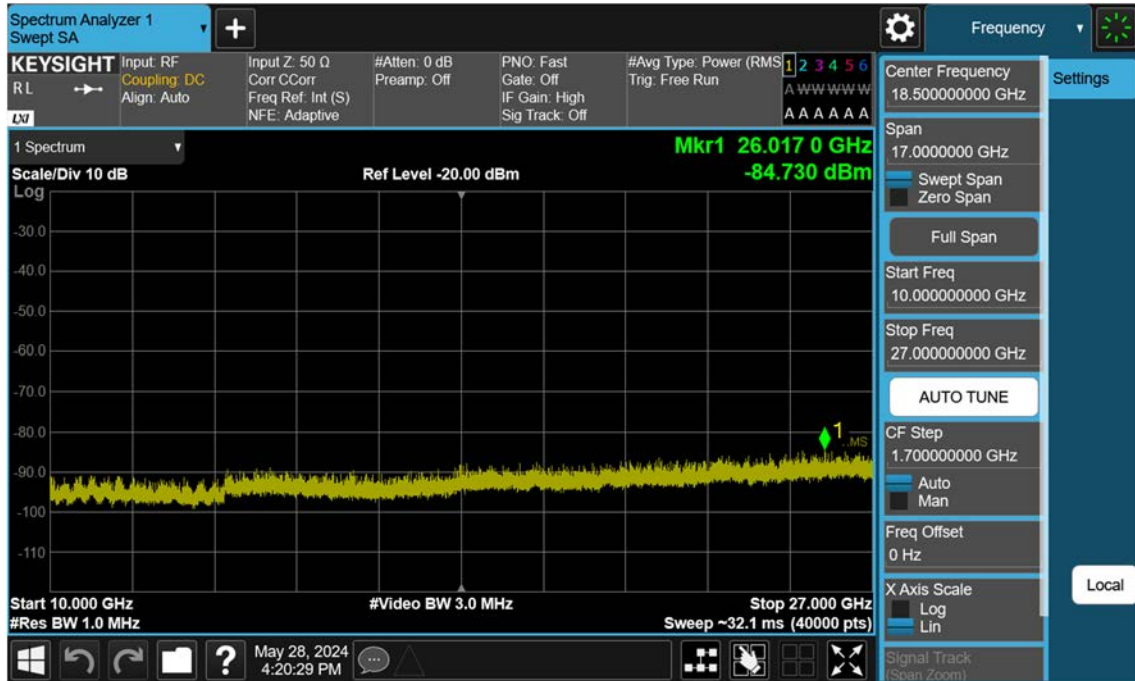 Spectrum Analyzer 1
Swept SA
Frequency
KEYSIGHT
R L
LXI
Input: RF
Coupling: DC
Align: Auto
Input Z: 50 Ω
Corr CCorr
Freq Ref: Int (S)
NFE: Adaptive
#Atten: 0 dB
Preamp: Off
PNO: Fast
Gate: Off
IF Gain: High
Sig Track: Off
#Avg Type: Power (RMS
Trig: Free Run
1 2 3 4 5 6
A W W W W W
A A A A A A
Center Frequency
18.500000000 GHz
Settings
1 Spectrum
Mkr1 26.017 0 GHz
Scale/Div 10 dB
Ref Level -20.00 dBm
-84.730 dBm
Log
-30.0
-40.0
-50.0
-60.0
-70.0
-80.0
-90.0
-100
-110
1
..MS
Start 10.000 GHz
#Video BW 3.0 MHz
Stop 27.000 GHz
#Res BW 1.0 MHz
Sweep ~32.1 ms (40000 pts)
Span
17.0000000 GHz
Swept Span
Zero Span
Full Span
Start Freq
10.000000000 GHz
Stop Freq
27.000000000 GHz
AUTO TUNE
CF Step
1.700000000 GHz
Auto
Man
Freq Offset
0 Hz
X Axis Scale
Log
Lin
Local
Signal Track
(Span Zoom)
?
May 28, 2024
4:20:29 PM